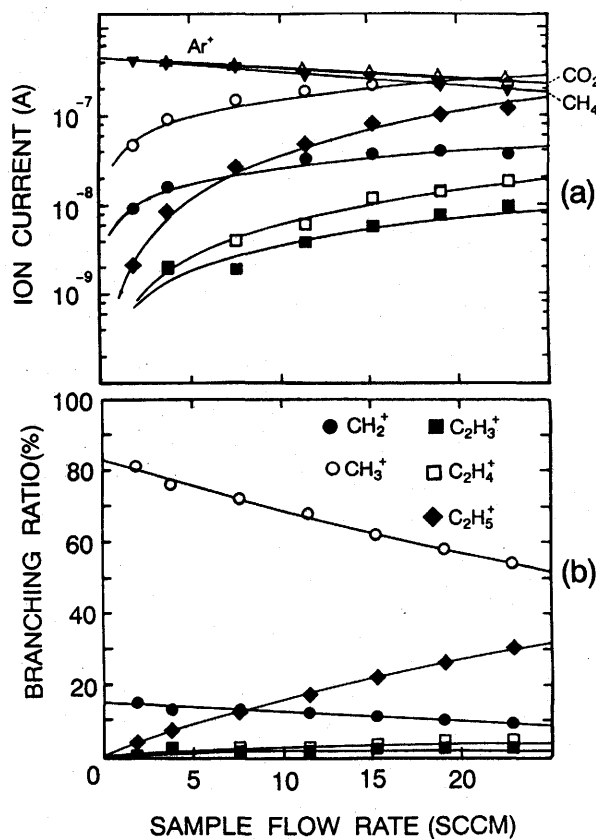 Ar⁺
CO₂
CH₄
10⁻⁷
10⁻⁸
10⁻⁹
ION CURRENT (A)
(a)
100
80
60
40
20
0
BRANCHING RATIO(%)
CH₂⁺
C₂H₃⁺
CH₃⁺
C₂H₄⁺
C₂H₅⁺
(b)
5
10
15
20
SAMPLE FLOW RATE (SCCM)